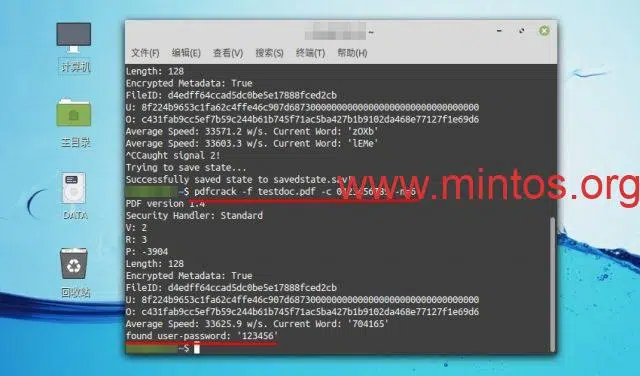 ~
文件(F) 编辑(E) 查看(V) 搜索(S) 终端(T) 帮助(H)
计算机
主目录
DATA
回收站
Length: 128
Encrypted Metadata: True
FileID: d4edff64ccad5dc0be5e17888fced2cb
U: 8f224b9653c1fa62c4ffe46c907d687300000000000000000000000000000000
O: c431fab9cc5ef7b59c244b61b745f71ac5ba427b1b9102da468e77127f1e69d6
Average Speed: 33571.2 w/s. Current Word: 'zOXb'
Average Speed: 33603.3 w/s. Current Word: 'lEMe'
^CCaught signal 2!
Trying to save state...
Successfully saved state to savedstate.sav!
~$ pdfcrack -f testdoc.pdf -c 0123456789 -n=6
www.mintos.org
PDF version 1.4
Security Handler: Standard
V: 2
R: 3
P: -3904
Length: 128
Encrypted Metadata: True
FileID: d4edff64ccad5dc0be5e17888fced2cb
U: 8f224b9653c1fa62c4ffe46c907d687300000000000000000000000000000000
O: c431fab9cc5ef7b59c244b61b745f71ac5ba427b1b9102da468e77127f1e69d6
Average Speed: 33625.9 w/s. Current Word: '704165'
found user-password: '123456'
~$